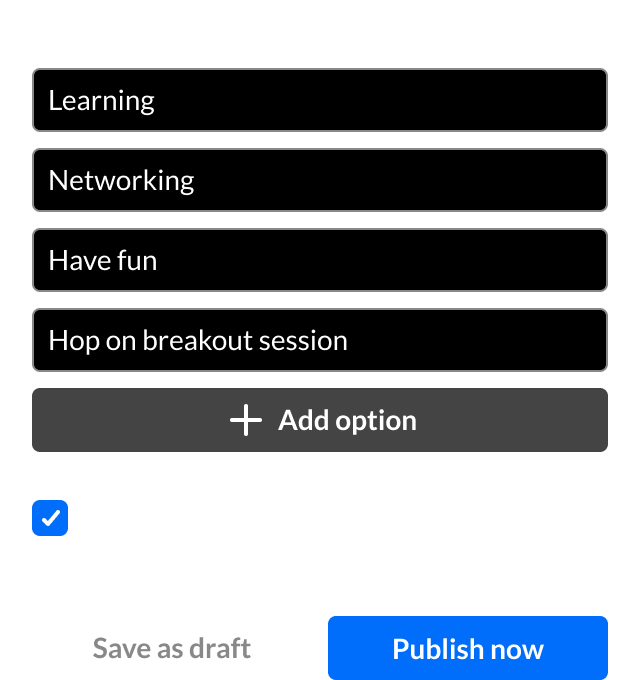 Learning
Networking
Have fun
Hop on breakout session
Add option
Save as draft
Publish now